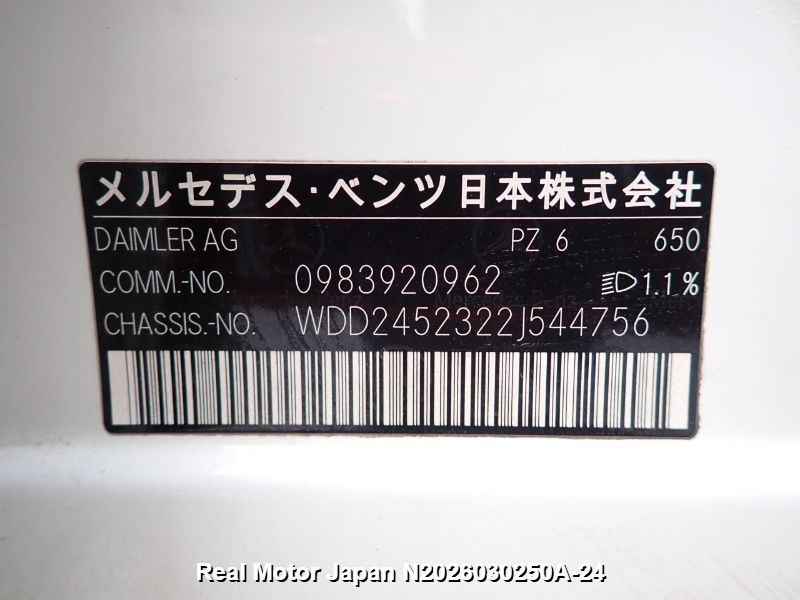 メルセデス・ベンツ日本株式会社
DAIMLER AG PZ 6 650
COMM.-NO. 0983920962 1.1%
CHASSIS.-NO. WDD2452322J544756
Real Motor Japan N2026030250A-24